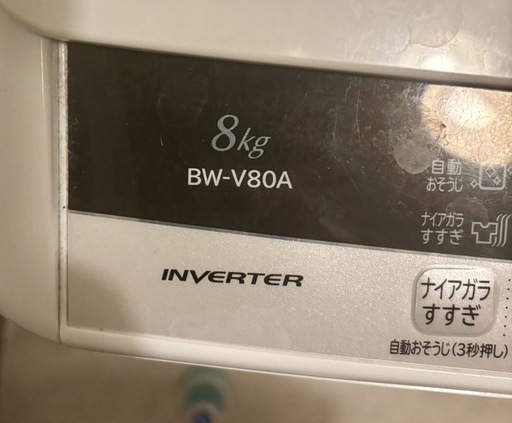 8kg
BW-V80A
自動
おそうじ
ナイアガラ
すすぎ
INVERTER
ナイアガラ
すすぎ
自動おそうじ(3秒押し)